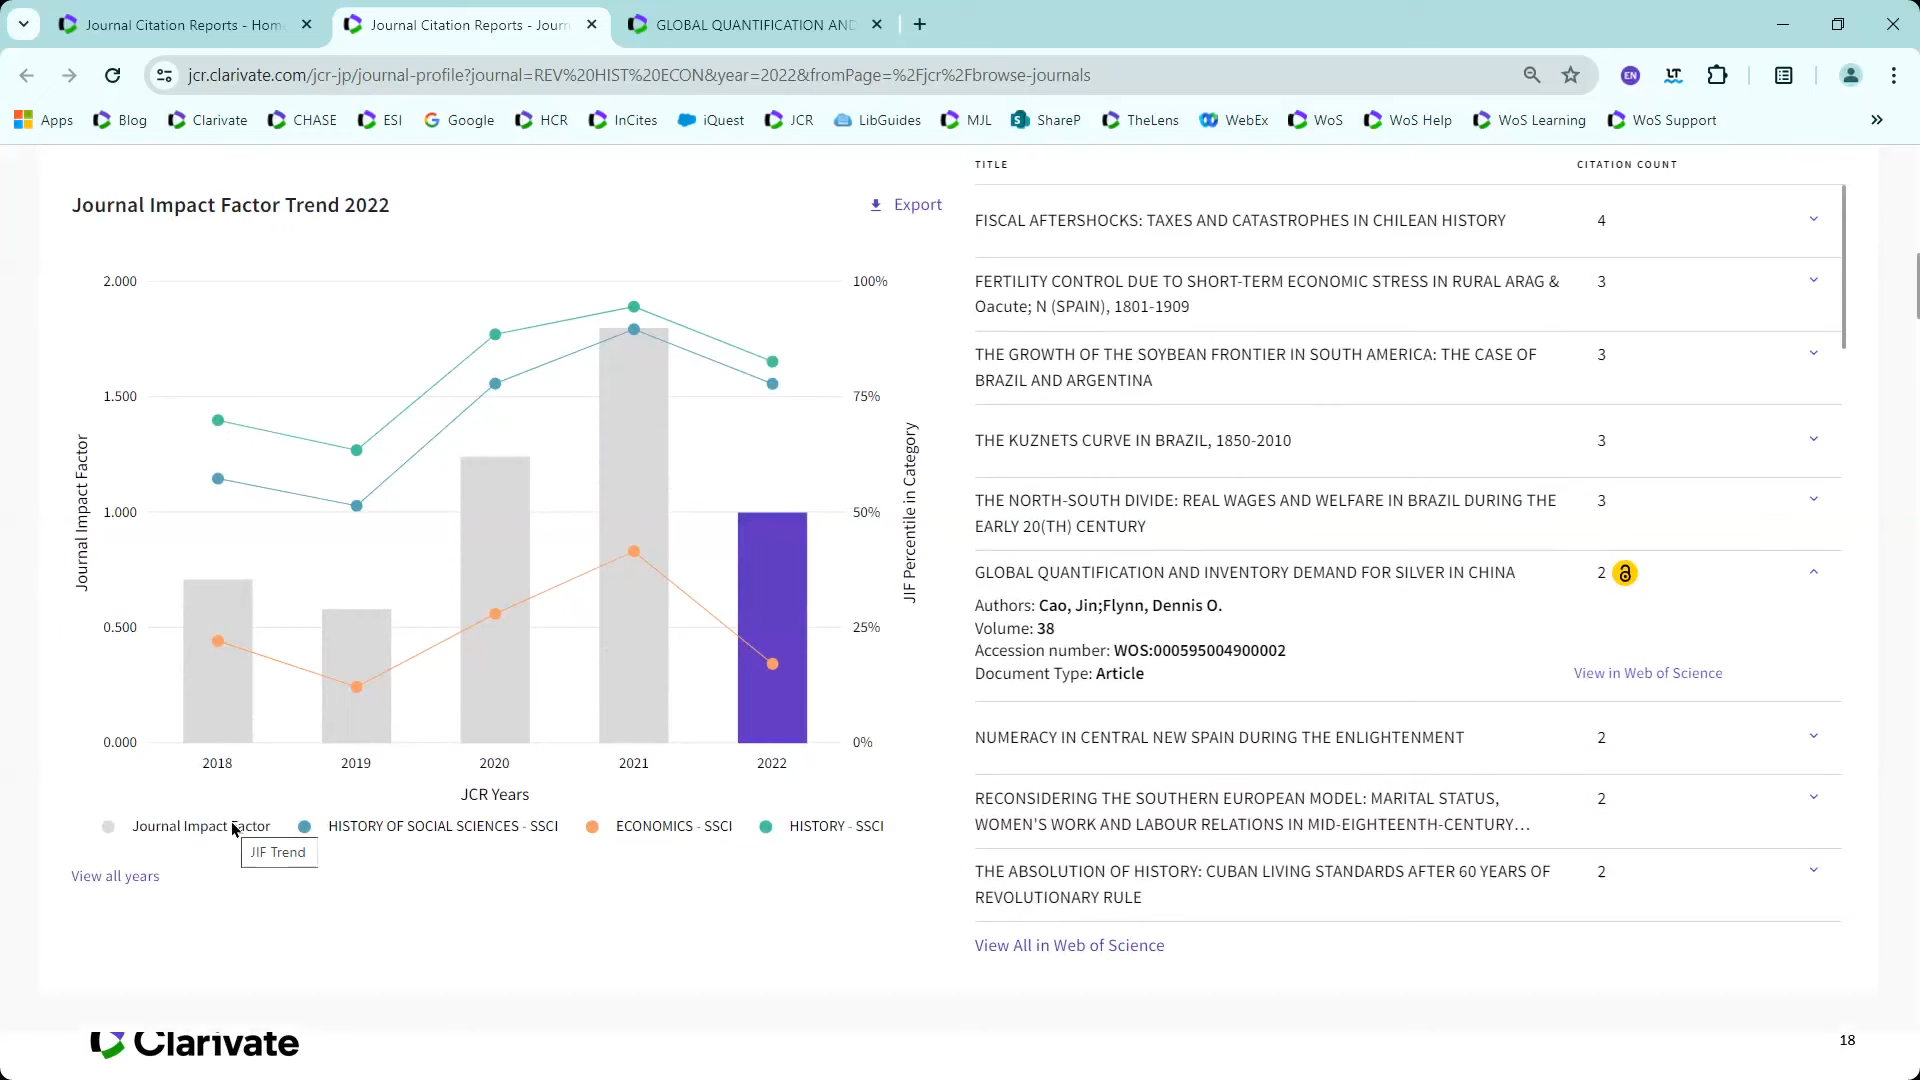 Journal Citation Reports - Hom
Journal Citation Reports - Journ
GLOBAL QUANTIFICATION AND
jcr.clarivate.com/jcr-jp/journal-profile?journal=REV%20HIST%20ECON&year=2022&fromPage=%2Fjcr%2Fbrowse-journals
EN
LT
Apps
Blog
Clarivate
CHASE
ESI
Google
HCR
InCites
iQuest
JCR
LibGuides
MJL
ShareP
TheLens
WebEx
WoS
WoS Help
WoS Learning
WoS Support
»
Journal Impact Factor Trend 2022
Export
2.000
1.500
1.000
0.500
0.000
100%
75%
50%
25%
0%
Journal Impact Factor
JIF Percentile in Category
2018
2019
2020
2021
2022
JCR Years
Journal Impact Factor
HISTORY OF SOCIAL SCIENCES - SSCI
ECONOMICS - SSCI
HISTORY - SSCI
JIF Trend
View all years
TITLE
CITATION COUNT
FISCAL AFTERSHOCKS: TAXES AND CATASTROPHES IN CHILEAN HISTORY
4
FERTILITY CONTROL DUE TO SHORT-TERM ECONOMIC STRESS IN RURAL ARAG &
Oacute; N (SPAIN), 1801-1909
3
THE GROWTH OF THE SOYBEAN FRONTIER IN SOUTH AMERICA: THE CASE OF
BRAZIL AND ARGENTINA
3
THE KUZNETS CURVE IN BRAZIL, 1850-2010
3
THE NORTH-SOUTH DIVIDE: REAL WAGES AND WELFARE IN BRAZIL DURING THE
EARLY 20(TH) CENTURY
3
GLOBAL QUANTIFICATION AND INVENTORY DEMAND FOR SILVER IN CHINA
2
Authors: Cao, Jin;Flynn, Dennis O.
Volume: 38
Accession number: WOS:000595004900002
Document Type: Article
View in Web of Science
NUMERACY IN CENTRAL NEW SPAIN DURING THE ENLIGHTENMENT
2
RECONSIDERING THE SOUTHERN EUROPEAN MODEL: MARITAL STATUS,
WOMEN'S WORK AND LABOUR RELATIONS IN MID-EIGHTEENTH-CENTURY…
2
THE ABSOLUTION OF HISTORY: CUBAN LIVING STANDARDS AFTER 60 YEARS OF
REVOLUTIONARY RULE
2
View All in Web of Science
Clarivate
18